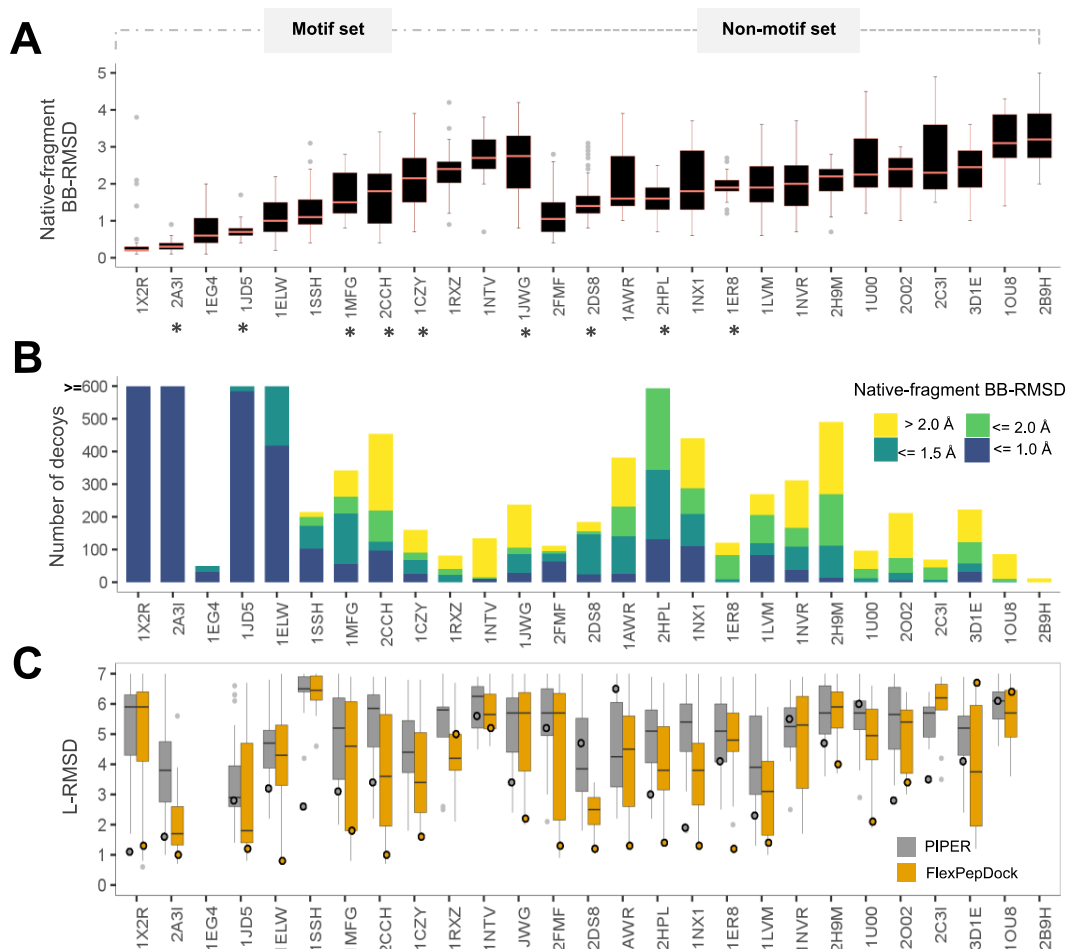 A
Motif set
Non-motif set
Native-fragment
BB-RMSD
5
4
3
2
1
0
1X2R
2A3I
1EG4
1JD5
1ELW
1SSH
1MFG
2CCH
1CZY
1RXZ
1NTV
1JWG
2FMF
2DS8
1AWR
2HPL
1NX1
1ER8
1LVM
1NVR
2H9M
1U00
2O02
2C3I
3D1E
1OU8
2B9H
* * * * * * * * *
B
Number of decoys
>=600
500
400
300
200
100
0
Native-fragment BB-RMSD
> 2.0 Å
<= 2.0 Å
<= 1.5 Å
<= 1.0 Å
1X2R
2A3I
1EG4
1JD5
1ELW
1SSH
1MFG
2CCH
1CZY
1RXZ
1NTV
1JWG
2FMF
2DS8
1AWR
2HPL
1NX1
1ER8
1LVM
1NVR
2H9M
1U00
2O02
2C3I
3D1E
1OU8
2B9H
C
L-RMSD
7
6
5
4
3
2
1
0
PIPER
FlexPepDock
1X2R
2A3I
1EG4
1JD5
1ELW
1SSH
1MFG
2CCH
1CZY
1RXZ
1NTV
1JWG
2FMF
2DS8
1AWR
2HPL
1NX1
1ER8
1LVM
1NVR
2H9M
1U00
2O02
2C3I
3D1E
1OU8
2B9H